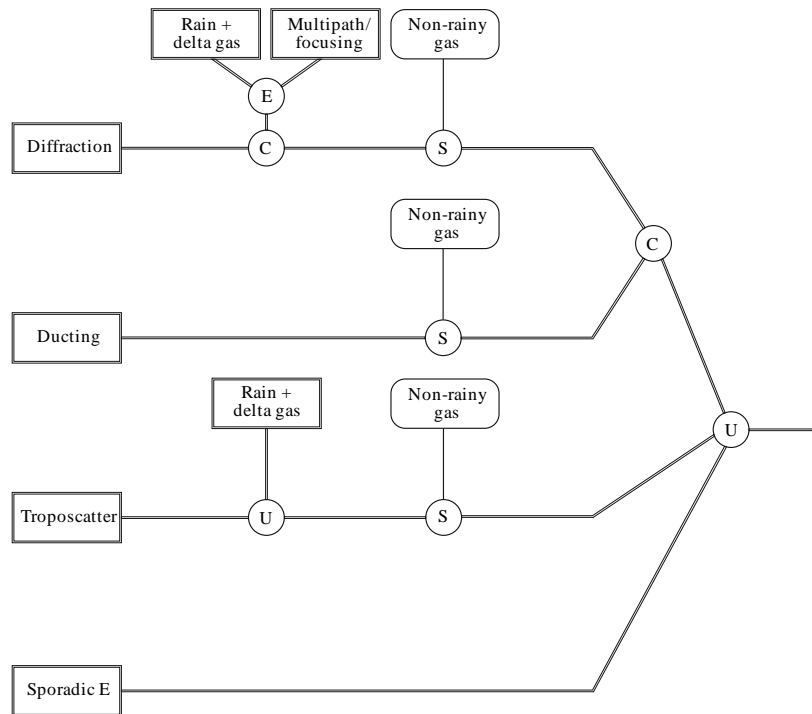 Rain +
delta gas
Multipath/
focusing
Non-rainy
gas
E
Diffraction
C
S
Non-rainy
gas
C
Ducting
S
Rain +
delta gas
Non-rainy
gas
U
Troposcatter
U
S
Sporadic E